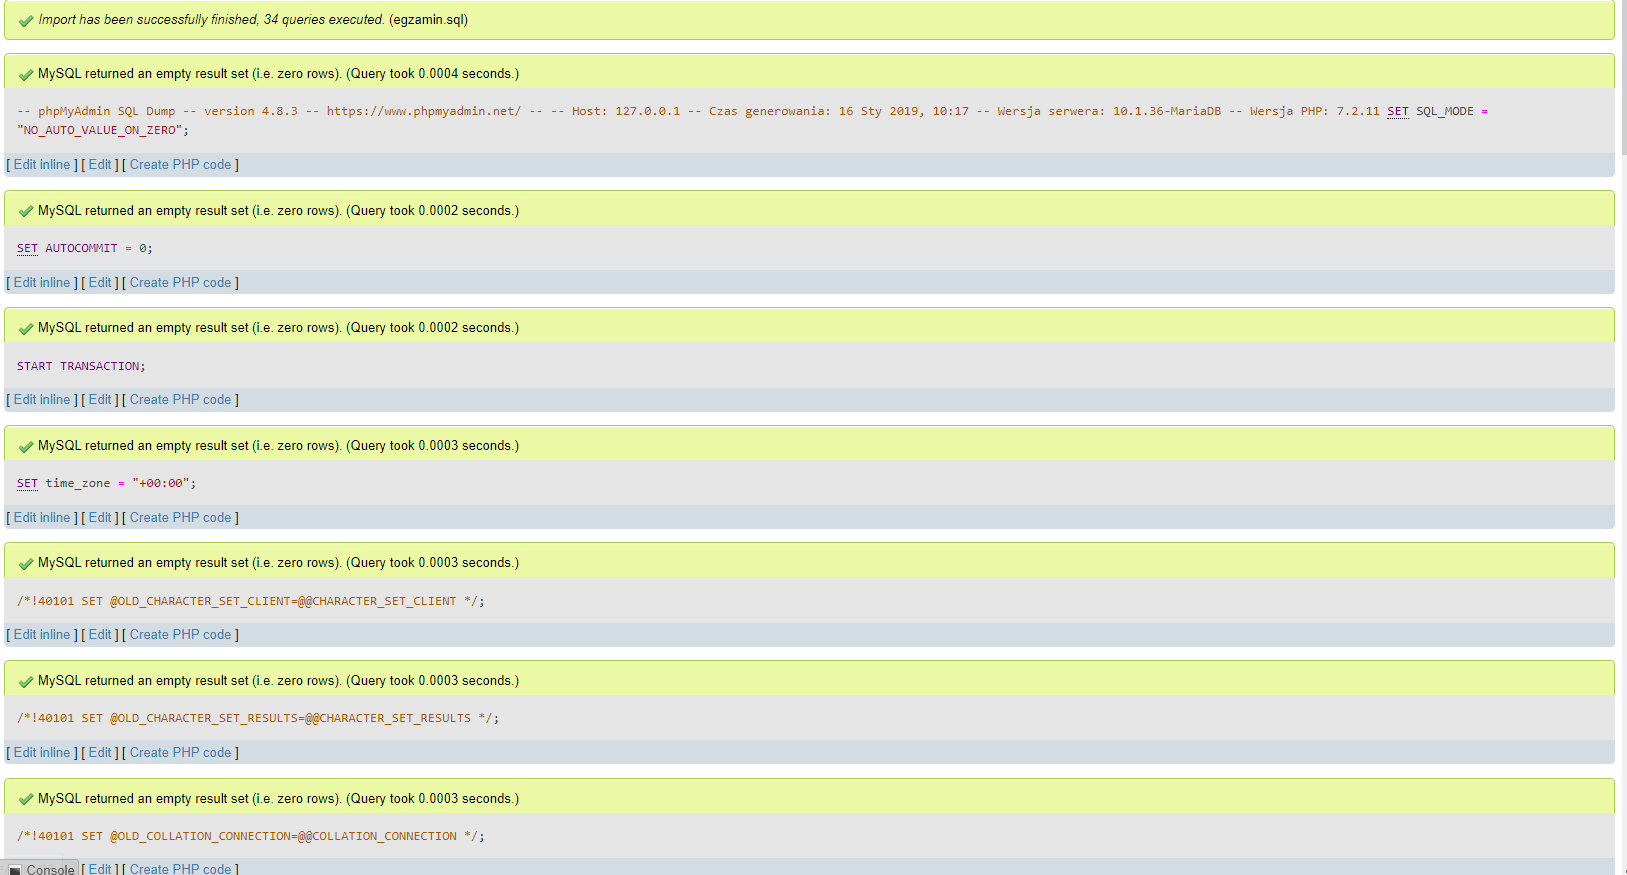 Import has been successfully finished, 34 queries executed. (egzamin.sql)
MySQL returned an empty result set (i.e. zero rows). (Query took 0.0004 seconds.)
-- phpMyAdmin SQL Dump -- version 4.8.3 -- https://www.phpmyadmin.net/ -- -- Host: 127.0.0.1 -- Czas generowania: 16 Sty 2019, 10:17 -- Wersja serwera: 10.1.36-MariaDB -- Wersja PHP: 7.2.11 SET SQL_MODE =
"NO_AUTO_VALUE_ON_ZERO";
[ Edit inline ] [ Edit ] [ Create PHP code ]
MySQL returned an empty result set (i.e. zero rows). (Query took 0.0002 seconds.)
SET AUTOCOMMIT = 0;
[ Edit inline ] [ Edit ] [ Create PHP code ]
MySQL returned an empty result set (i.e. zero rows). (Query took 0.0002 seconds.)
START TRANSACTION;
[ Edit inline ] [ Edit ] [ Create PHP code ]
MySQL returned an empty result set (i.e. zero rows). (Query took 0.0003 seconds.)
SET time_zone = "+00:00";
[ Edit inline ] [ Edit ] [ Create PHP code ]
MySQL returned an empty result set (i.e. zero rows). (Query took 0.0003 seconds.)
/*!40101 SET @OLD_CHARACTER_SET_CLIENT=@@CHARACTER_SET_CLIENT */;
[ Edit inline ] [ Edit ] [ Create PHP code ]
MySQL returned an empty result set (i.e. zero rows). (Query took 0.0003 seconds.)
/*!40101 SET @OLD_CHARACTER_SET_RESULTS=@@CHARACTER_SET_RESULTS */;
[ Edit inline ] [ Edit ] [ Create PHP code ]
MySQL returned an empty result set (i.e. zero rows). (Query took 0.0003 seconds.)
/*!40101 SET @OLD_COLLATION_CONNECTION=@@COLLATION_CONNECTION */;
Console [ Edit ] [ Create PHP code ]